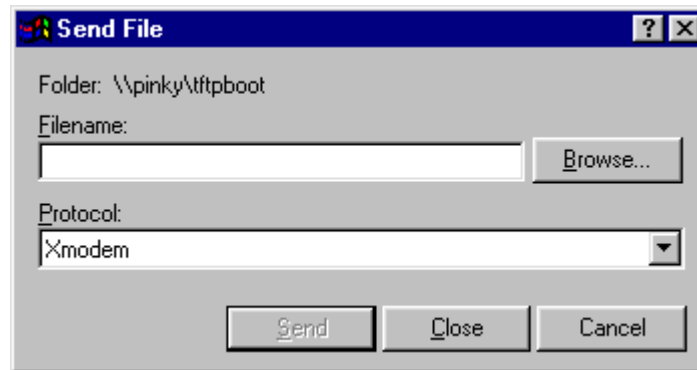 Send File
Folder: \\pinky\tftpboot
Filename:
Browse...
Protocol:
Xmodem
Send Close Cancel